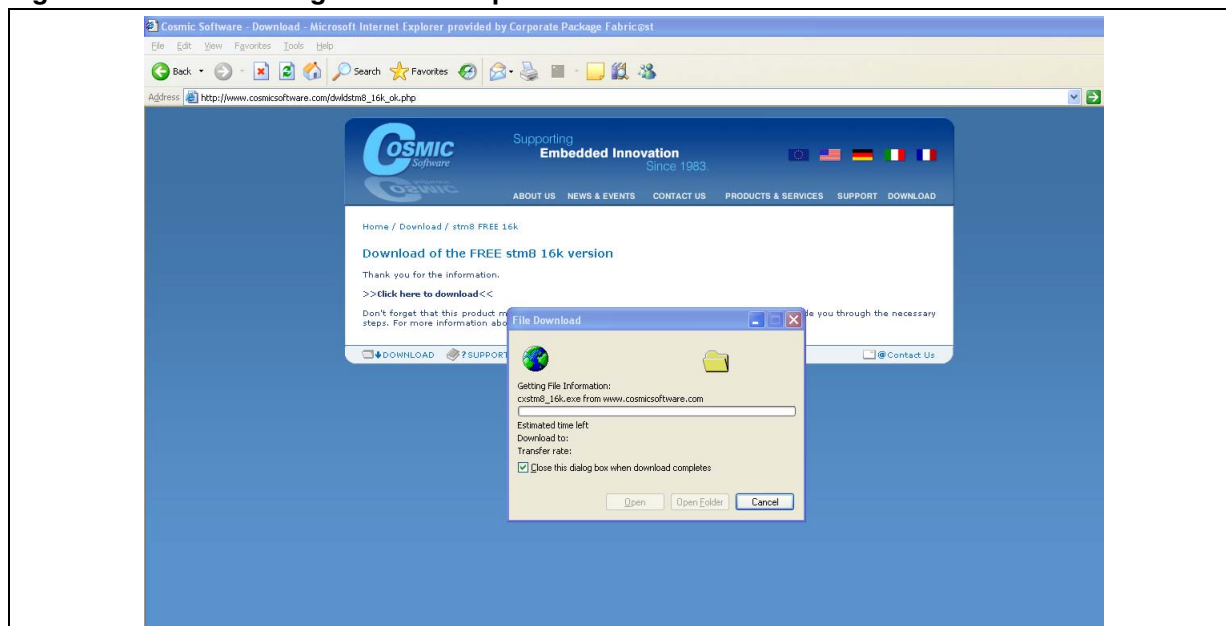 Cosmic Software - Download - Microsoft Internet Explorer provided by Corporate Package Fabric@st
File Edit View Favorites Tools Help
Back Search Favorites
Address http://www.cosmicsoftware.com/dwldstm8_16k_ok.php
COSMIC
Software
Supporting
Embedded Innovation
Since 1983.
ABOUT US NEWS & EVENTS CONTACT US PRODUCTS & SERVICES SUPPORT DOWNLOAD
Home / Download / stm8 FREE 16k
Download of the FREE stm8 16k version
Thank you for the information.
>>Click here to download<<
Don't forget that this product you through the necessary
steps. For more information
DOWNLOAD ?SUPPORT @Contact Us
File Download
Getting File Information:
cxstm8_16k.exe from www.cosmicsoftware.com
Estimated time left
Download to:
Transfer rate:
Close this dialog box when download completes
Open Open Folder Cancel